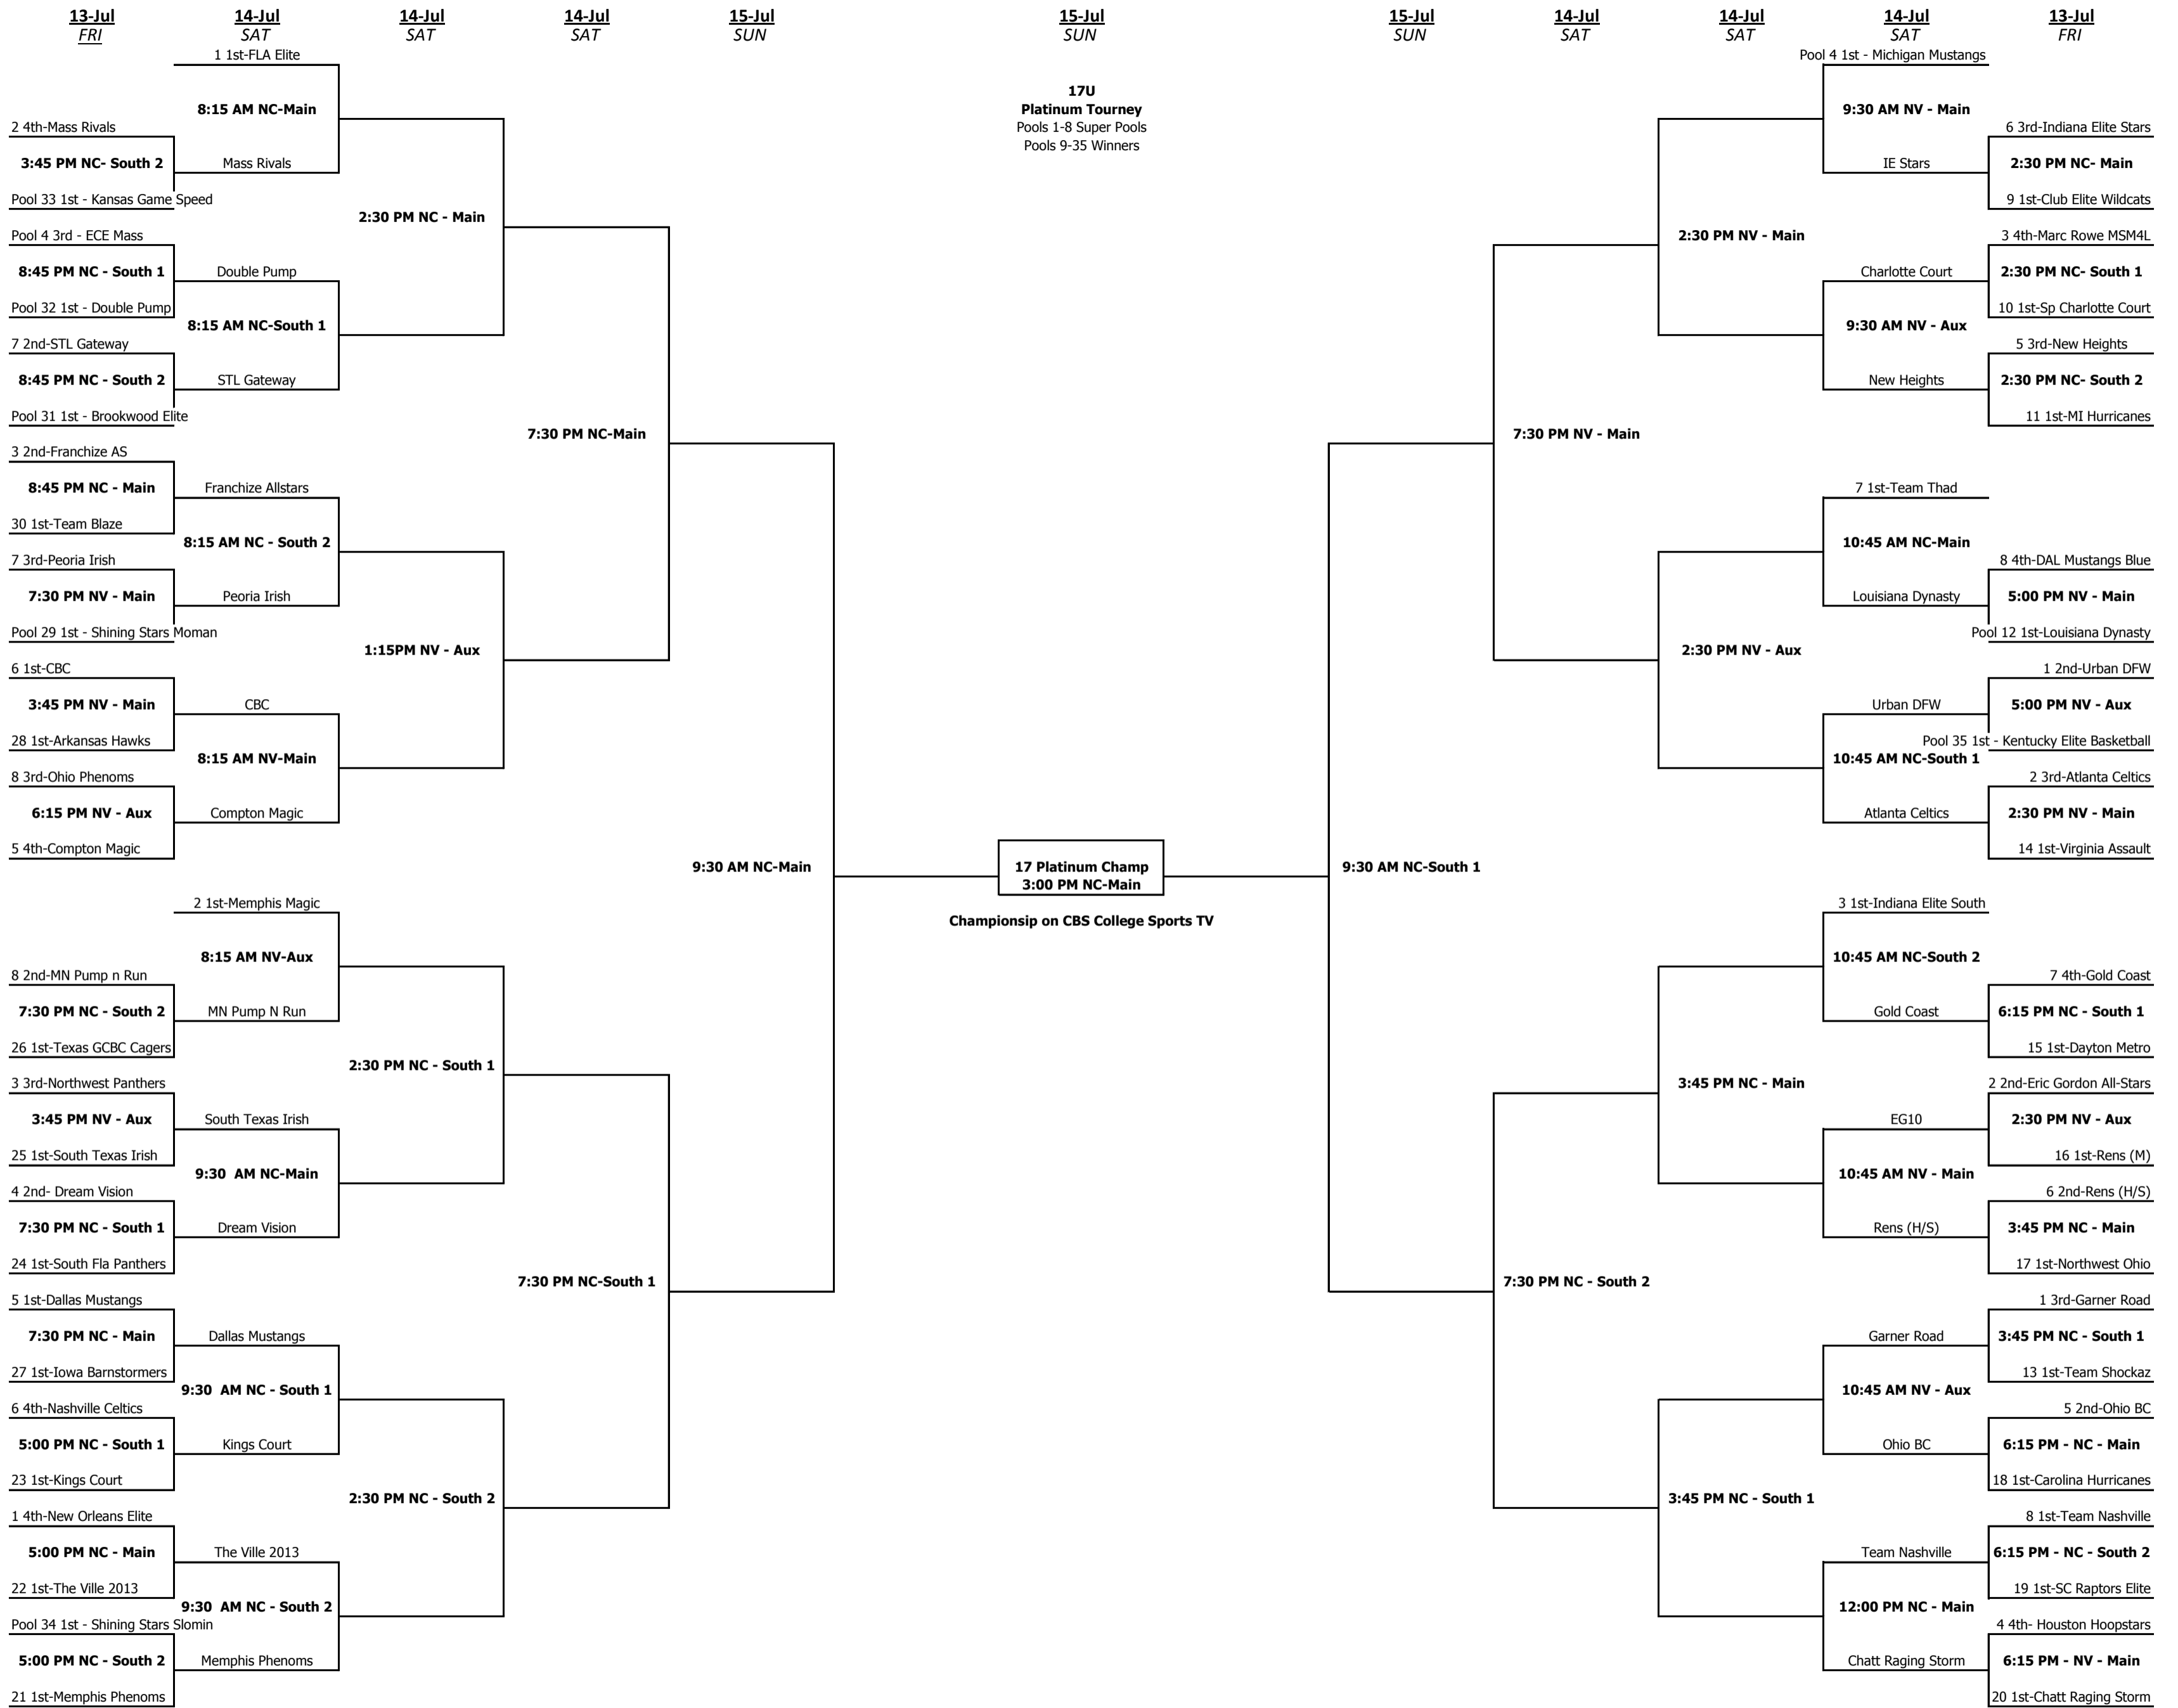 13-Jul 14-Jul 14-Jul 14-Jul 15-Jul 15-Jul 15-Jul 14-Jul 14-Jul 14-Jul 13-Jul
FRI SAT SAT SAT SUN SUN SUN SAT SAT SAT FRI
17U
Platinum Tourney
Pools 1-8 Super Pools
Pools 9-35 Winners
1 1st-FLA Elite
8:15 AM NC-Main
2 4th-Mass Rivals
3:45 PM NC- South 2
Mass Rivals
Pool 33 1st - Kansas Game Speed
2:30 PM NC - Main
Pool 4 3rd - ECE Mass
8:45 PM NC - South 1
Double Pump
Pool 32 1st - Double Pump
8:15 AM NC-South 1
7 2nd-STL Gateway
8:45 PM NC - South 2
STL Gateway
Pool 31 1st - Brookwood Elite
7:30 PM NC-Main
3 2nd-Franchize AS
8:45 PM NC - Main
Franchize Allstars
30 1st-Team Blaze
8:15 AM NC - South 2
7 3rd-Peoria Irish
7:30 PM NV - Main
Peoria Irish
Pool 29 1st - Shining Stars Moman
1:15PM NV - Aux
6 1st-CBC
3:45 PM NV - Main
CBC
28 1st-Arkansas Hawks
8:15 AM NV-Main
8 3rd-Ohio Phenoms
6:15 PM NV - Aux
Compton Magic
5 4th-Compton Magic
9:30 AM NC-Main
2 1st-Memphis Magic
8:15 AM NV-Aux
8 2nd-MN Pump n Run
7:30 PM NC - South 2
MN Pump N Run
26 1st-Texas GCBC Cagers
2:30 PM NC - South 1
3 3rd-Northwest Panthers
3:45 PM NV - Aux
South Texas Irish
25 1st-South Texas Irish
9:30  AM NC-Main
4 2nd- Dream Vision
7:30 PM NC - South 1
Dream Vision
24 1st-South Fla Panthers
7:30 PM NC-South 1
5 1st-Dallas Mustangs
7:30 PM NC - Main
Dallas Mustangs
27 1st-Iowa Barnstormers
9:30  AM NC - South 1
6 4th-Nashville Celtics
5:00 PM NC - South 1
Kings Court
23 1st-Kings Court
2:30 PM NC - South 2
1 4th-New Orleans Elite
5:00 PM NC - Main
The Ville 2013
22 1st-The Ville 2013
9:30  AM NC - South 2
Pool 34 1st - Shining Stars Slomin
5:00 PM NC - South 2
Memphis Phenoms
21 1st-Memphis Phenoms
17 Platinum Champ
3:00 PM NC-Main
Championsip on CBS College Sports TV
Pool 4 1st - Michigan Mustangs
9:30 AM NV - Main
6 3rd-Indiana Elite Stars
IE Stars
2:30 PM NC- Main
9 1st-Club Elite Wildcats
2:30 PM NV - Main
3 4th-Marc Rowe MSM4L
Charlotte Court
2:30 PM NC- South 1
10 1st-Sp Charlotte Court
9:30 AM NV - Aux
5 3rd-New Heights
New Heights
2:30 PM NC- South 2
11 1st-MI Hurricanes
7:30 PM NV - Main
7 1st-Team Thad
10:45 AM NC-Main
8 4th-DAL Mustangs Blue
Louisiana Dynasty
5:00 PM NV - Main
Pool 12 1st-Louisiana Dynasty
2:30 PM NV - Aux
1 2nd-Urban DFW
Urban DFW
5:00 PM NV - Aux
Pool 35 1st - Kentucky Elite Basketball
10:45 AM NC-South 1
2 3rd-Atlanta Celtics
Atlanta Celtics
2:30 PM NV - Main
14 1st-Virginia Assault
9:30 AM NC-South 1
3 1st-Indiana Elite South
10:45 AM NC-South 2
7 4th-Gold Coast
Gold Coast
6:15 PM NC - South 1
15 1st-Dayton Metro
3:45 PM NC - Main
2 2nd-Eric Gordon All-Stars
EG10
2:30 PM NV - Aux
16 1st-Rens (M)
10:45 AM NV - Main
6 2nd-Rens (H/S)
Rens (H/S)
3:45 PM NC - Main
17 1st-Northwest Ohio
7:30 PM NC - South 2
1 3rd-Garner Road
Garner Road
3:45 PM NC - South 1
13 1st-Team Shockaz
10:45 AM NV - Aux
5 2nd-Ohio BC
Ohio BC
6:15 PM - NC - Main
18 1st-Carolina Hurricanes
3:45 PM NC - South 1
8 1st-Team Nashville
Team Nashville
6:15 PM - NC - South 2
19 1st-SC Raptors Elite
12:00 PM NC - Main
4 4th- Houston Hoopstars
Chatt Raging Storm
6:15 PM - NV - Main
20 1st-Chatt Raging Storm